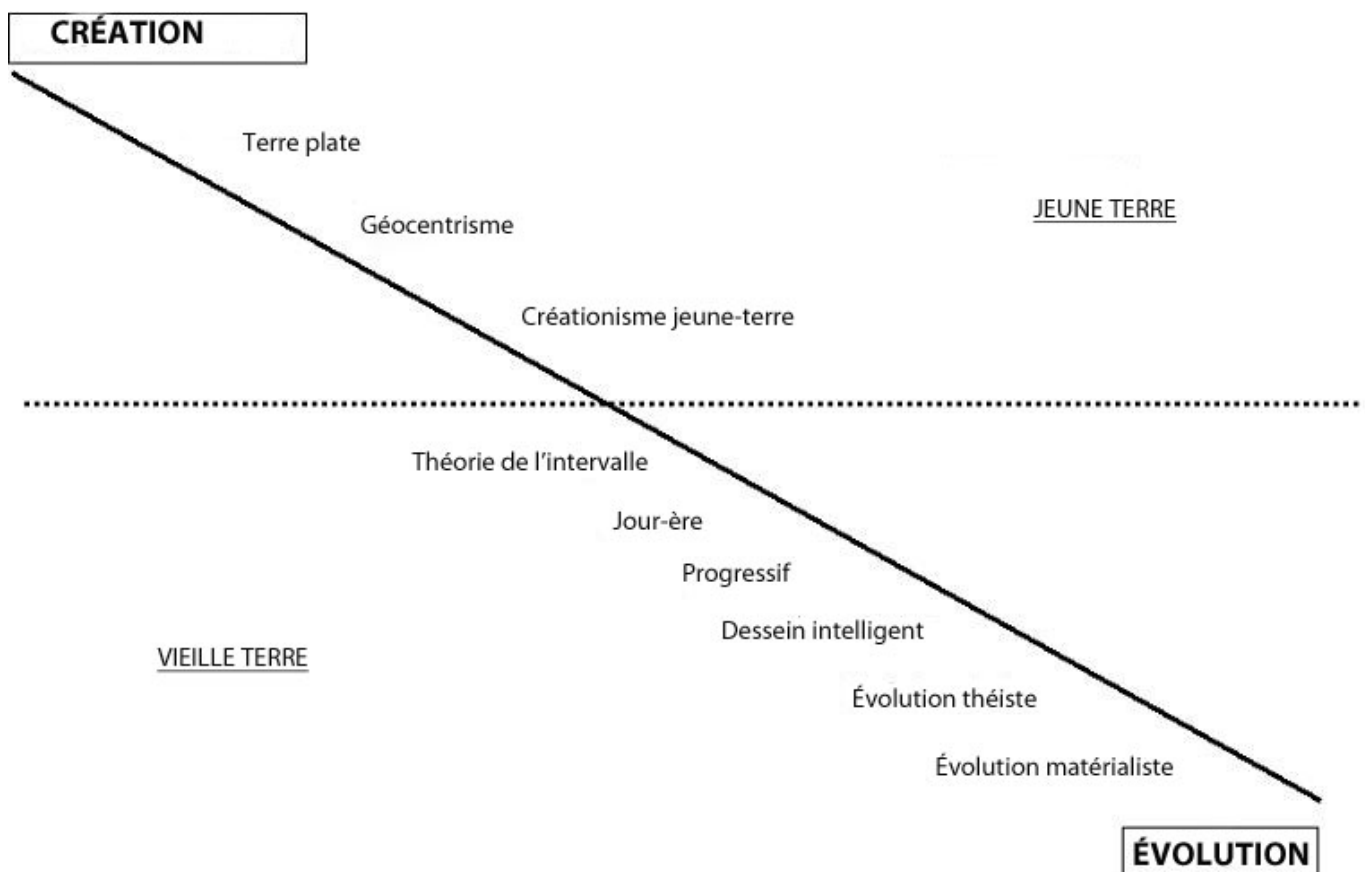 CRÉATION
Terre plate
JEUNE TERRE
Géocentrisme
Créationisme jeune-terre
Théorie de l'intervalle
Jour-ère
Progressif
Dessein intelligent
VIEILLE TERRE
Évolution théiste
Évolution matérialiste
ÉVOLUTION